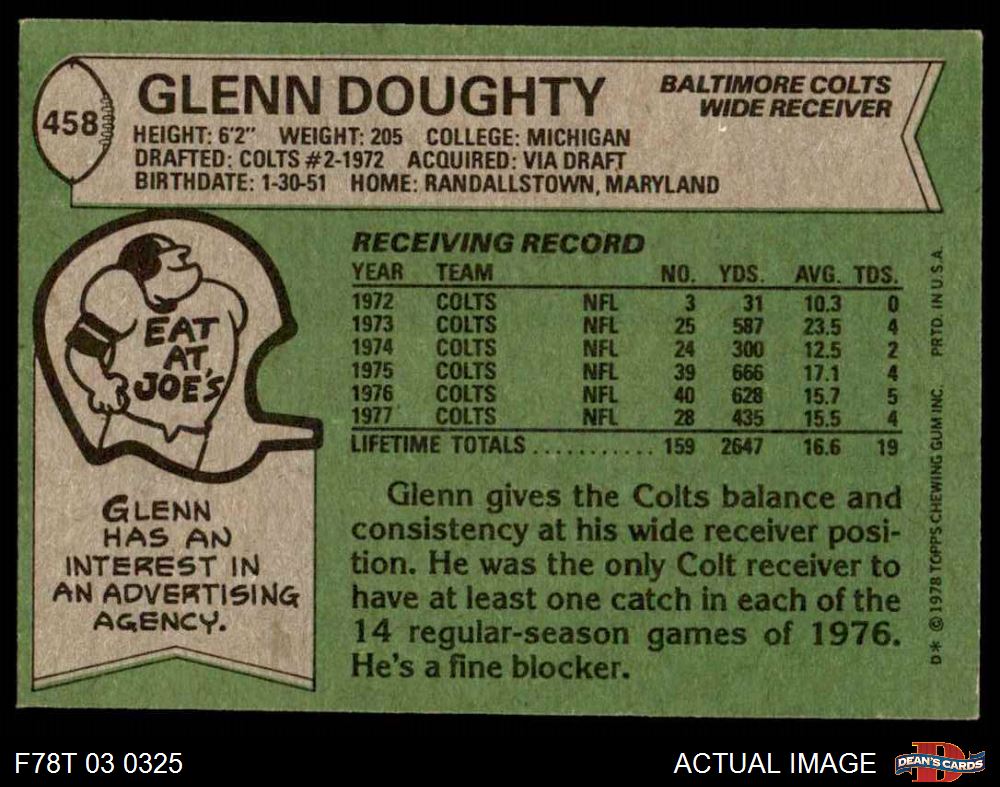 458
GLENN DOUGHTY
BALTIMORE COLTS
WIDE RECEIVER
HEIGHT: 6'2" WEIGHT: 205 COLLEGE: MICHIGAN
DRAFTED: COLTS #2-1972 ACQUIRED: VIA DRAFT
BIRTHDATE: 1-30-51 HOME: RANDALLSTOWN, MARYLAND
EAT
AT
JOE'S
GLENN
HAS AN
INTEREST IN
AN ADVERTISING
AGENCY.
RECEIVING RECORD
YEAR TEAM NO. YDS. AVG. TDS.
1972 COLTS NFL 3 31 10.3 0
1973 COLTS NFL 25 587 23.5 4
1974 COLTS NFL 24 300 12.5 2
1975 COLTS NFL 39 666 17.1 4
1976 COLTS NFL 40 628 15.7 5
1977 COLTS NFL 28 435 15.5 4
LIFETIME TOTALS ............ 159 2647 16.6 19
Glenn gives the Colts balance and
consistency at his wide receiver posi-
tion. He was the only Colt receiver to
have at least one catch in each of the
14 regular-season games of 1976.
He's a fine blocker.
D* © 1978 TOPPS CHEWING GUM INC. PRTD. IN U.S.A.
F78T 03 0325
ACTUAL IMAGE
DEAN'S CARDS